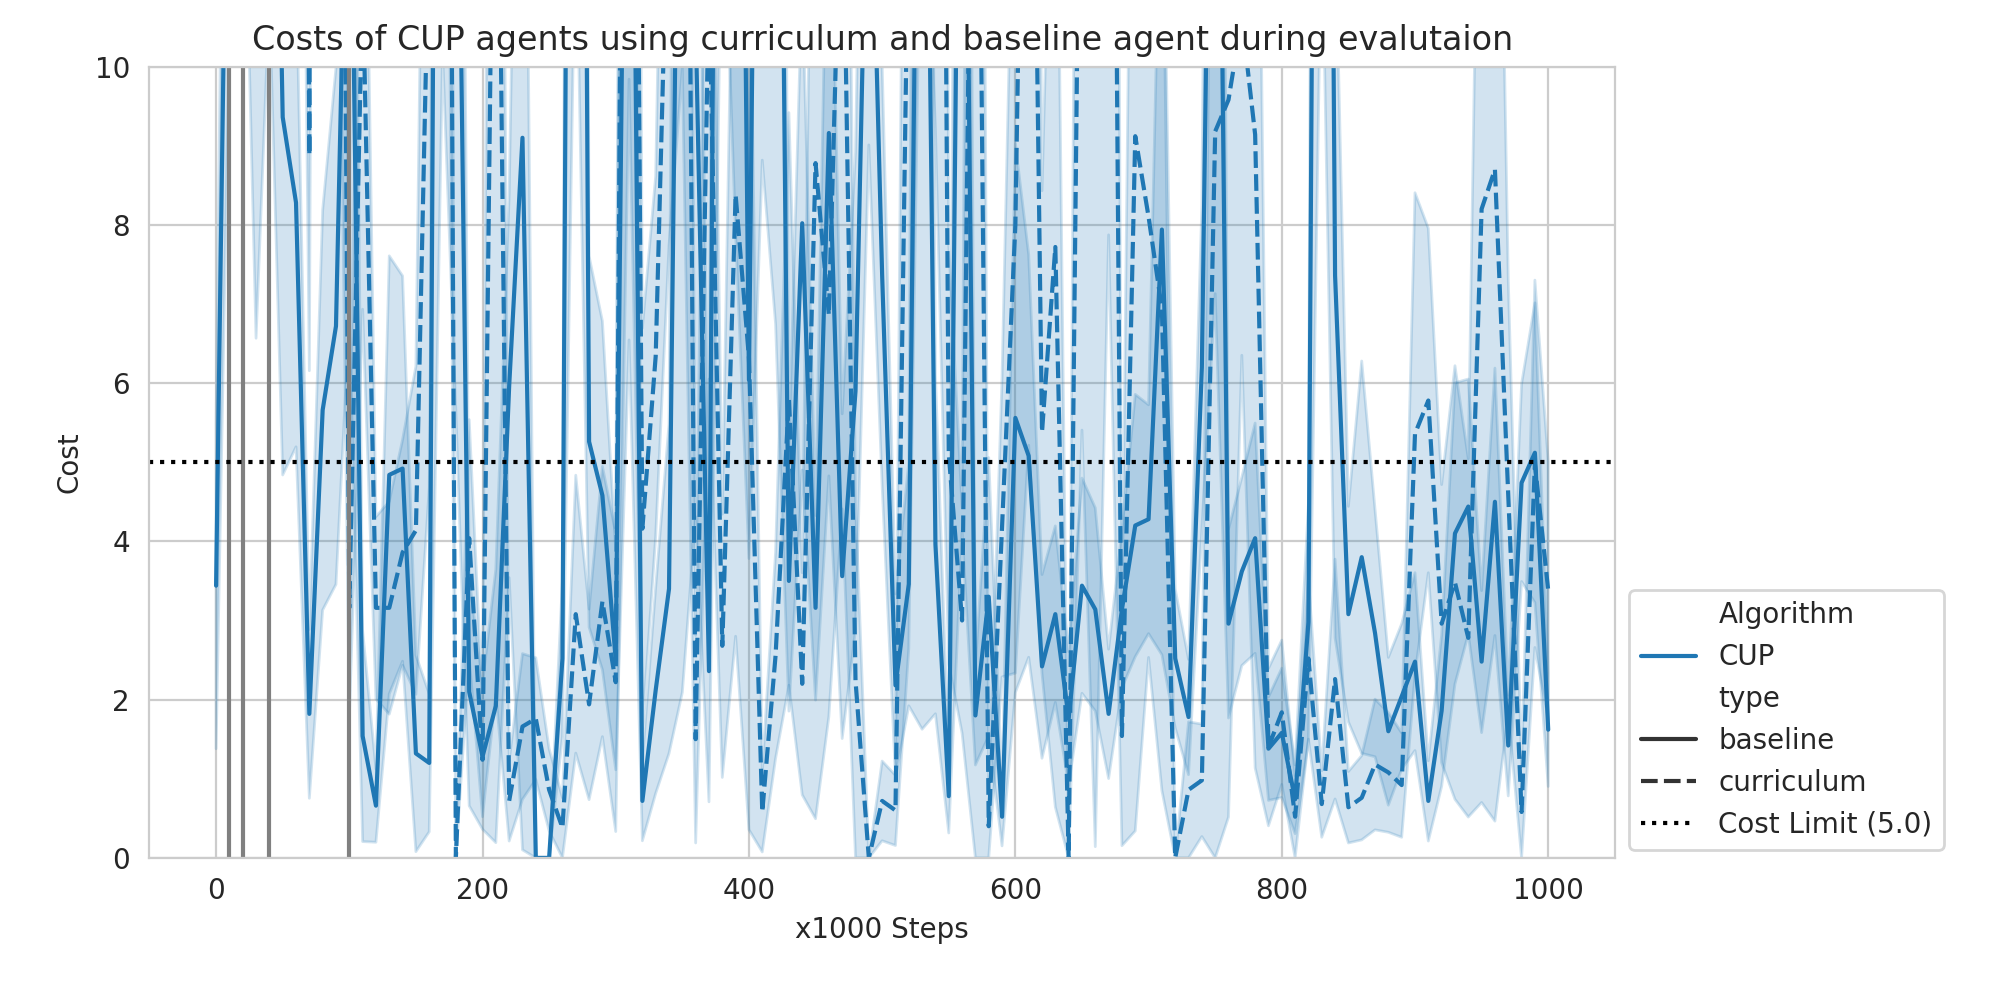 Costs of CUP agents using curriculum and baseline agent during evalutaion
10
8
6
4
2
0
Cost
0 200 400 600 800 1000
x1000 Steps
Algorithm
CUP
type
baseline
curriculum
Cost Limit (5.0)